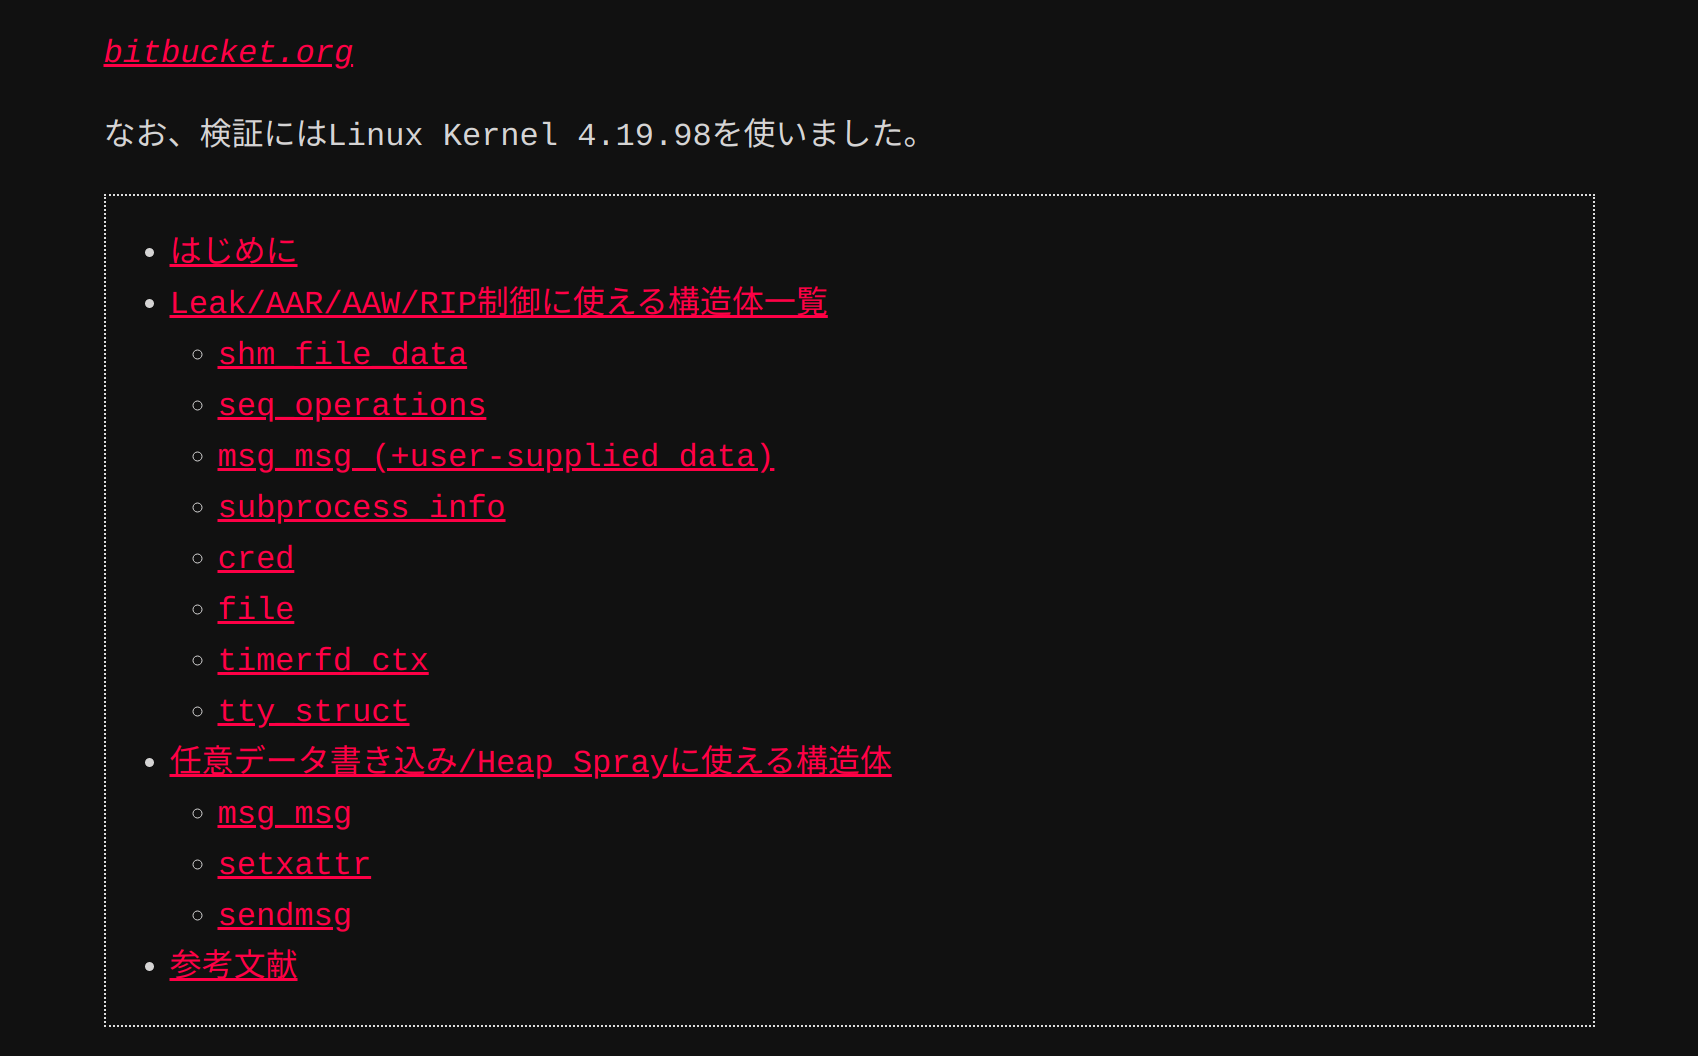 bitbucket.org
なお、検証にはLinux Kernel 4.19.98を使いました。
はじめに
Leak/AAR/AAW/RIP制御に使える構造体一覧
shm_file_data
seq_operations
msg_msg (+user-supplied data)
subprocess_info
cred
file
timerfd_ctx
tty_struct
任意データ書き込み/Heap Sprayに使える構造体
msg_msg
setxattr
sendmsg
参考文献